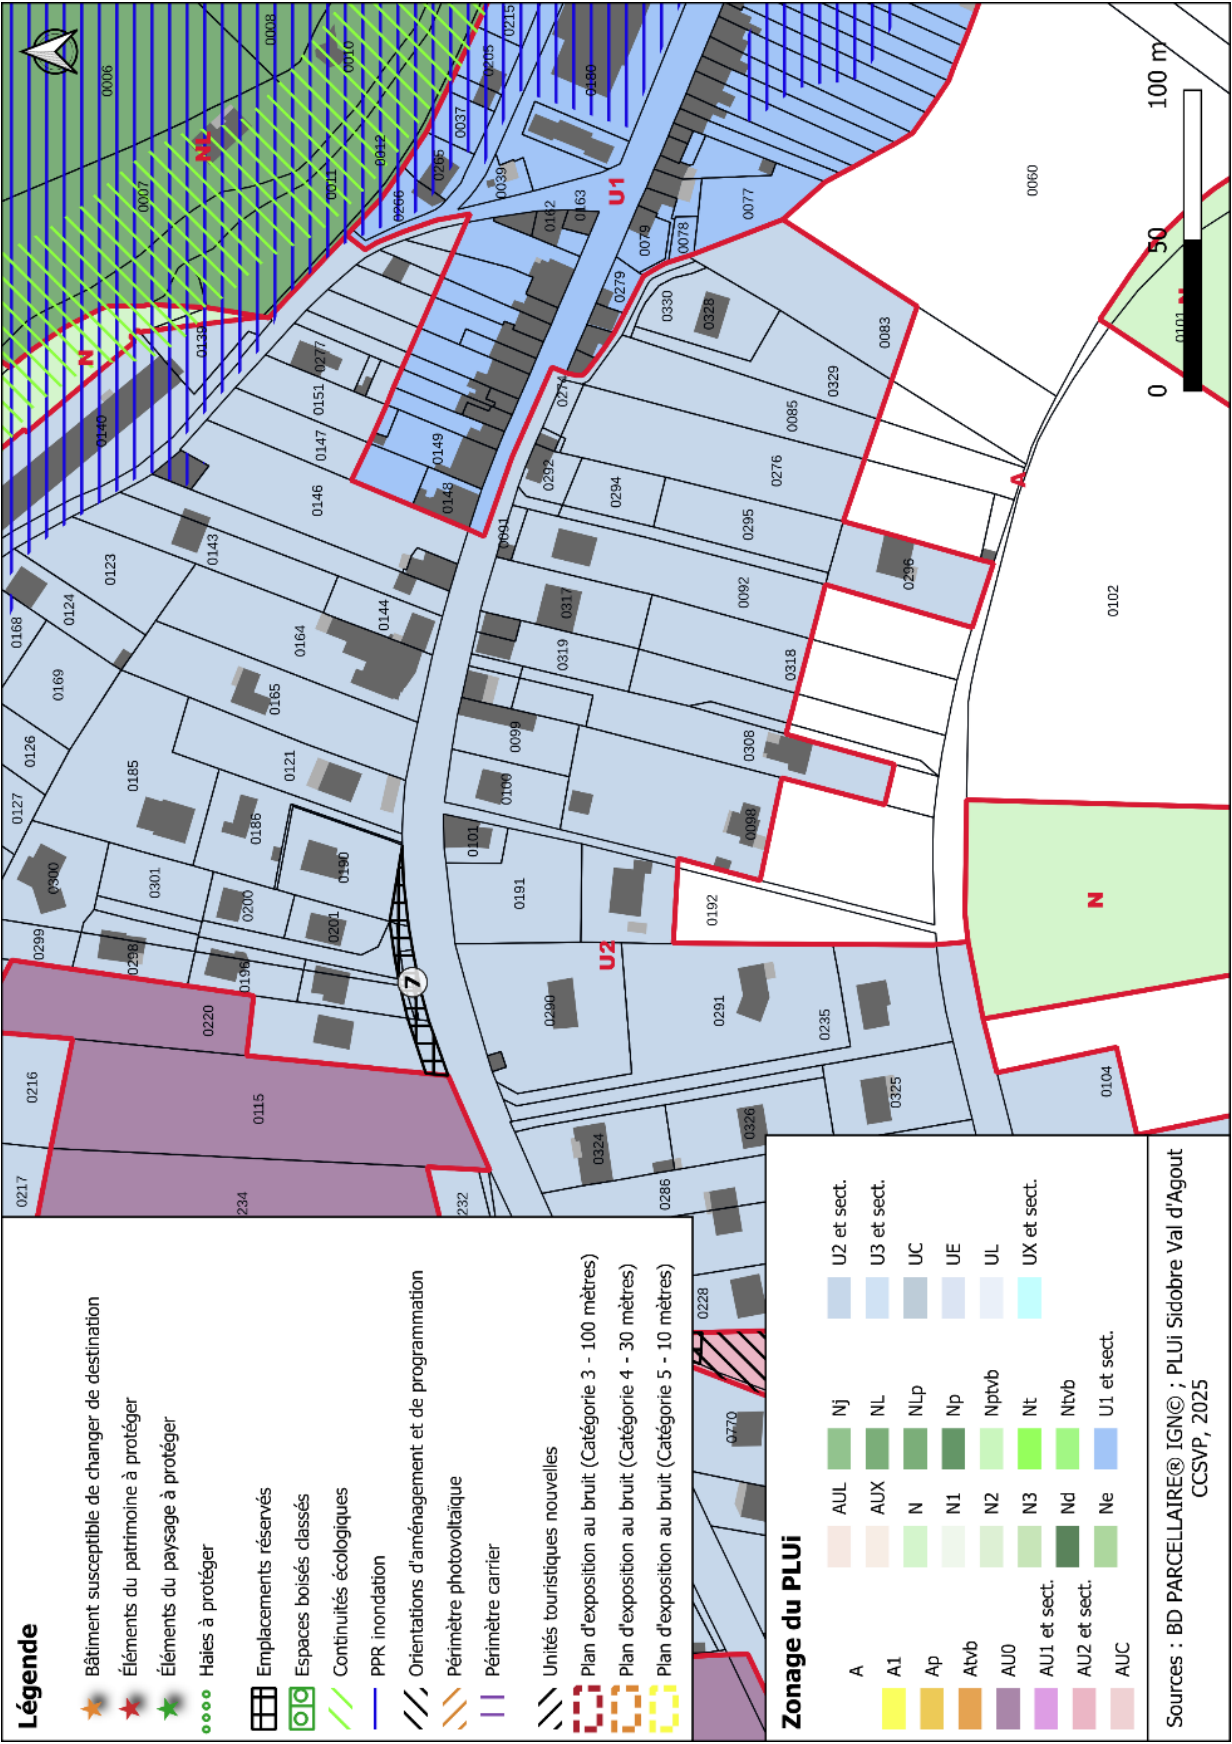 0006
0008
0010
0215
0205
0180
NL
0037
0012
0007
0011
0265
0266
0039
U1
0162
0163
0077
0079
0078
0279
0060
100 m
50
0
N
0101
N
0139
0140
0277
0151
0147
0146
0149
0148
0274
0330
0328
0083
0329
0085
0276
0292
0294
0295
0091
A
0296
0102
0123
0143
0124
0168
0144
0164
0317
0319
0092
0318
0169
0165
0126
0185
0121
0099
0100
0308
0127
0186
0190
0101
0098
0300
0301
0200
0201
0191
0192
N
0299
0298
0196
7
U2
0290
0291
0235
0220
0216
0115
0325
0104
0217
234
232
0324
0326
0286
0228
0770
Légende
Bâtiment susceptible de changer de destination
Éléments du patrimoine à protéger
Éléments du paysage à protéger
Haies à protéger
Emplacements réservés
Espaces boisés classés
Continuités écologiques
PPR inondation
Orientations d'aménagement et de programmation
Périmètre photovoltaïque
Périmètre carrier
Unités touristiques nouvelles
Plan d'exposition au bruit (Catégorie 3 - 100 mètres)
Plan d'exposition au bruit (Catégorie 4 - 30 mètres)
Plan d'exposition au bruit (Catégorie 5 - 10 mètres)
Zonage du PLUi
A
A1
Ap
Atvb
AU0
AU1 et sect.
AU2 et sect.
AUC
AUL
AUX
N
N1
N2
N3
Nd
Ne
Nj
NL
NLp
Np
Nptvb
Nt
Ntvb
U1 et sect.
U2 et sect.
U3 et sect.
UC
UE
UL
UX et sect.
Sources : BD PARCELLAIRE® IGN© ; PLUi Sidobre Val d'Agout
CCSVP, 2025